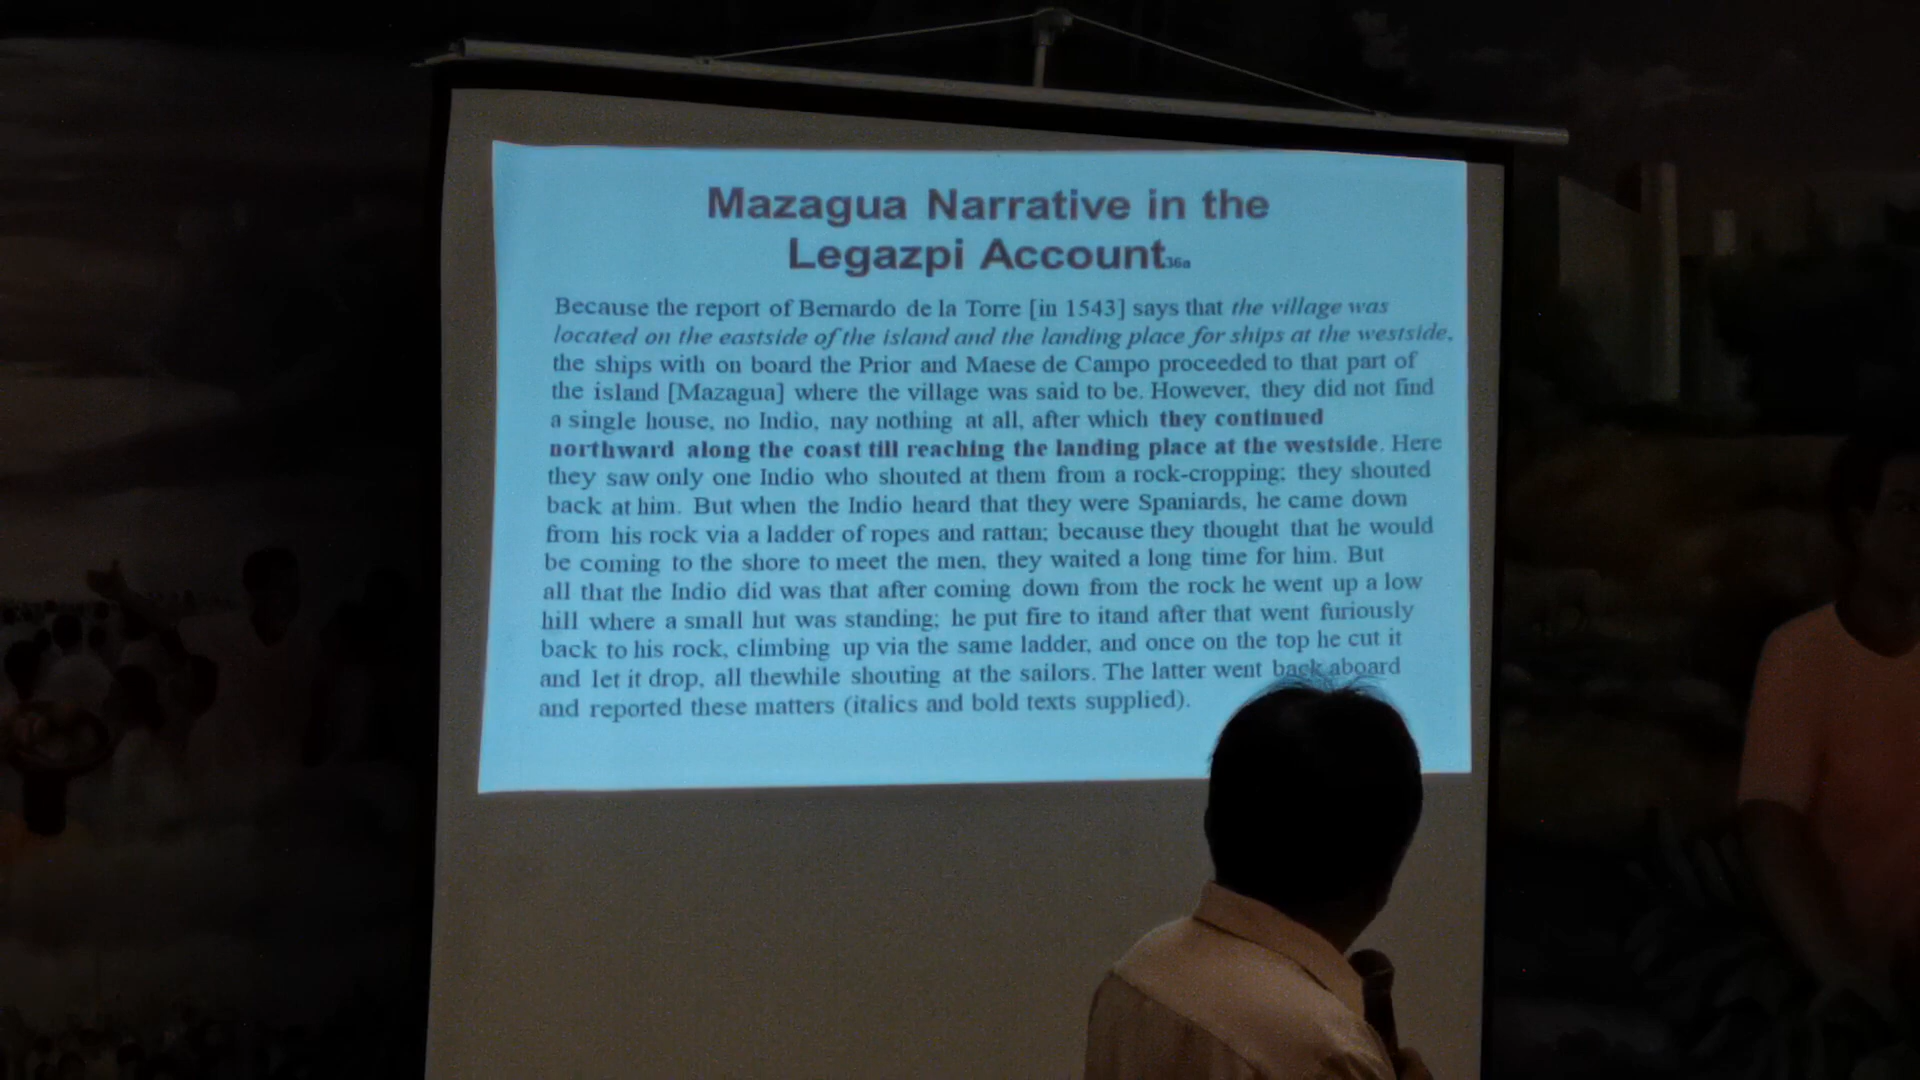 Mazagua Narrative in the
Legazpi Account36a
Because the report of Bernardo de la Torre [in 1543] says that the village was
located on the eastside of the island and the landing place for ships at the westside,
the ships with on board the Prior and Maese de Campo proceeded to that part of
the island [Mazagua] where the village was said to be. However, they did not find
a single house, no Indio, nay nothing at all, after which they continued
northward along the coast till reaching the landing place at the westside. Here
they saw only one Indio who shouted at them from a rock-cropping; they shouted
back at him. But when the Indio heard that they were Spaniards, he came down
from his rock via a ladder of ropes and rattan; because they thought that he would
be coming to the shore to meet the men, they waited a long time for him. But
all that the Indio did was that after coming down from the rock he went up a low
hill where a small hut was standing; he put fire to itand after that went furiously
back to his rock, climbing up via the same ladder, and once on the top he cut it
and let it drop, all thewhile shouting at the sailors. The latter went back aboard
and reported these matters (italics and bold texts supplied).